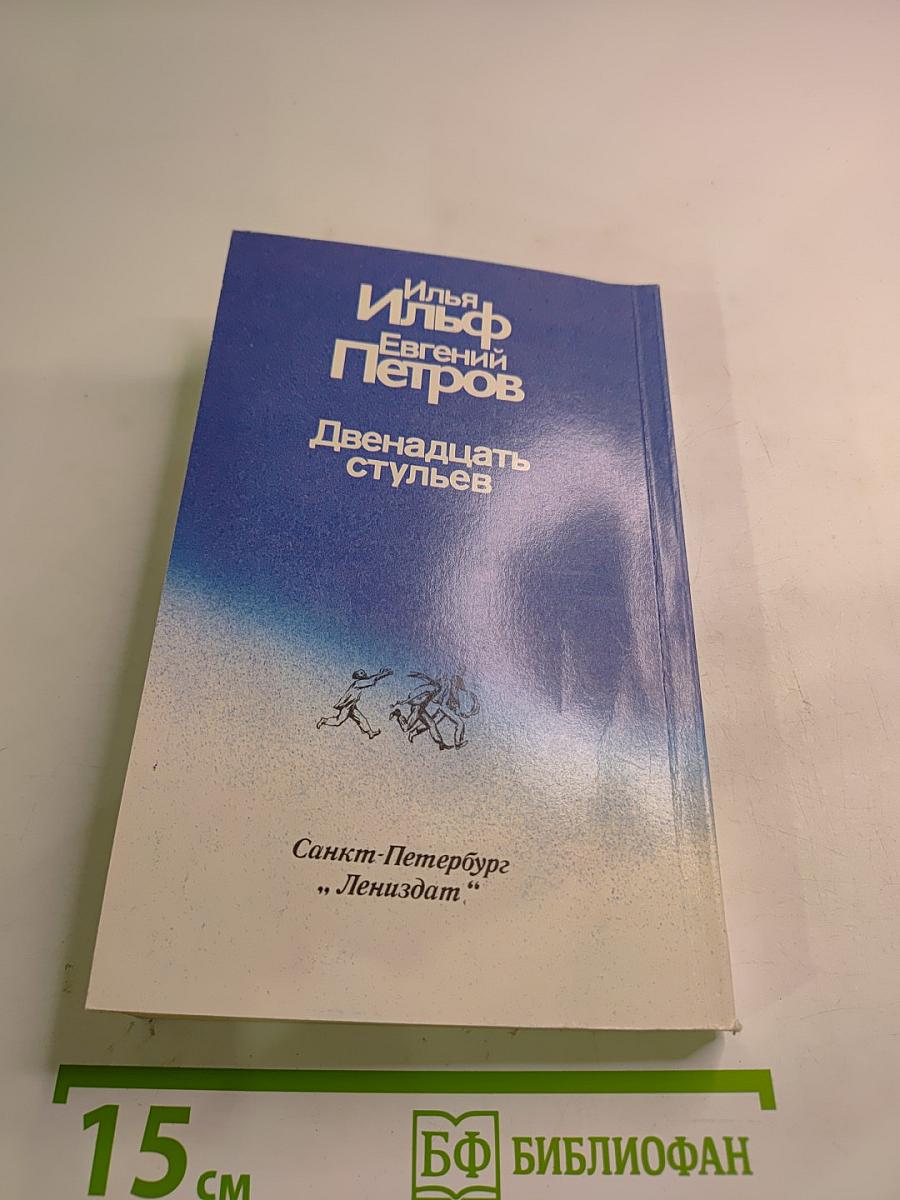 Илья
Ильф
Евгений
Петров
Двенадцать
стульев
Санкт-Петербург
„Лениздат“
15 см
БФ БИБЛИОФАН